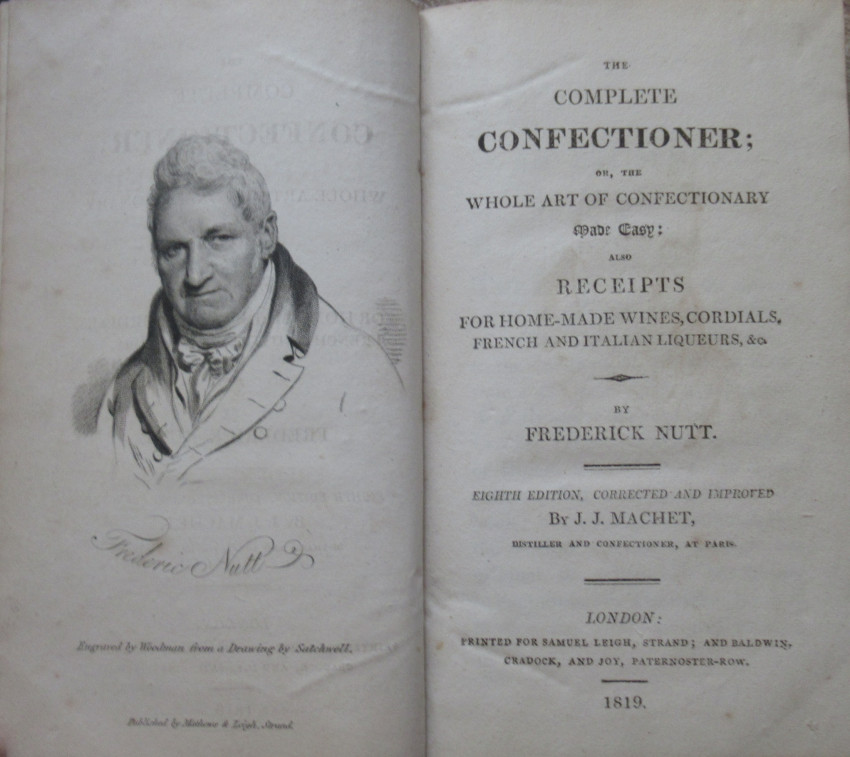 Frederic Nutt
Engraved by Woodman from a Drawing by Satchwell.
Published by Mathews & Leigh, Strand.
THE
COMPLETE
CONFECTIONER;
OR, THE
WHOLE ART OF CONFECTIONARY
Made Easy:
ALSO
RECEIPTS
FOR HOME-MADE WINES, CORDIALS,
FRENCH AND ITALIAN LIQUEURS, &c.
BY
FREDERICK NUTT.
EIGHTH EDITION, CORRECTED AND IMPROVED
By J. J. MACHET,
DISTILLER AND CONFECTIONER, AT PARIS.
LONDON:
PRINTED FOR SAMUEL LEIGH, STRAND; AND BALDWIN,
CRADOCK, AND JOY, PATERNOSTER-ROW.
1819.